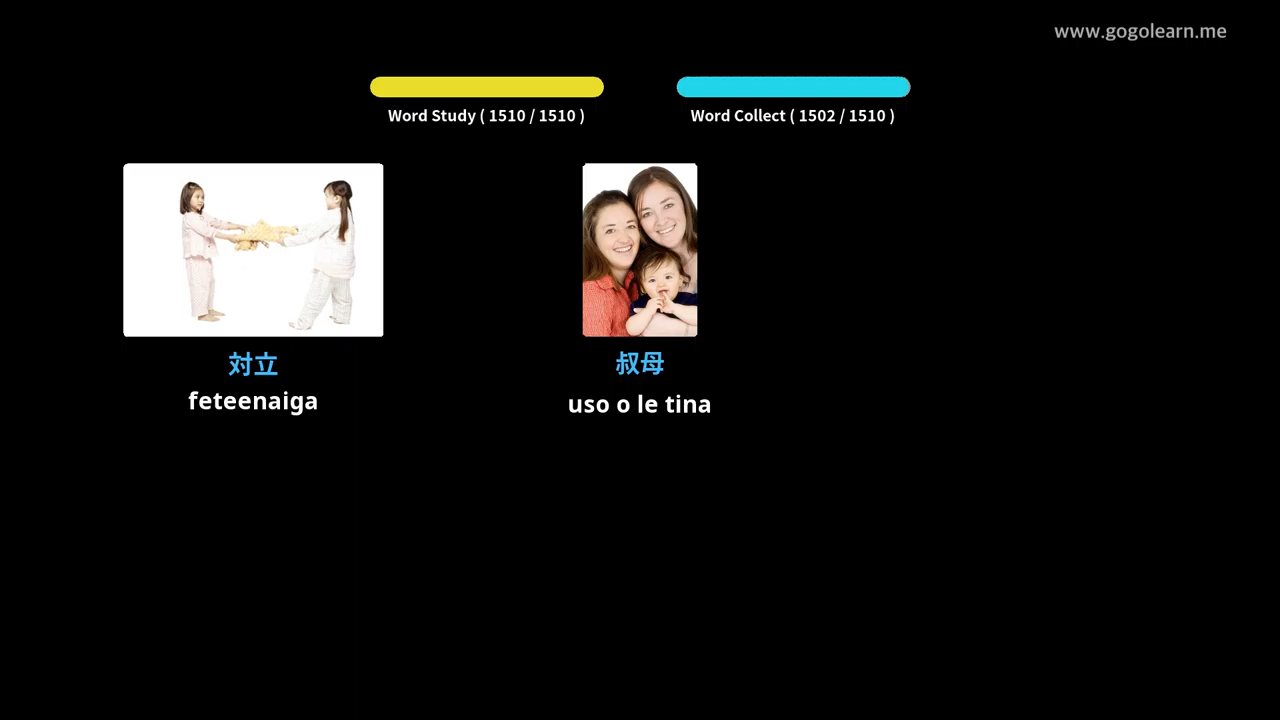 www.gogolearn.me
Word Study ( 1510 / 1510 )
Word Collect ( 1502 / 1510 )
対立
feteenaiga
叔母
uso o le tina